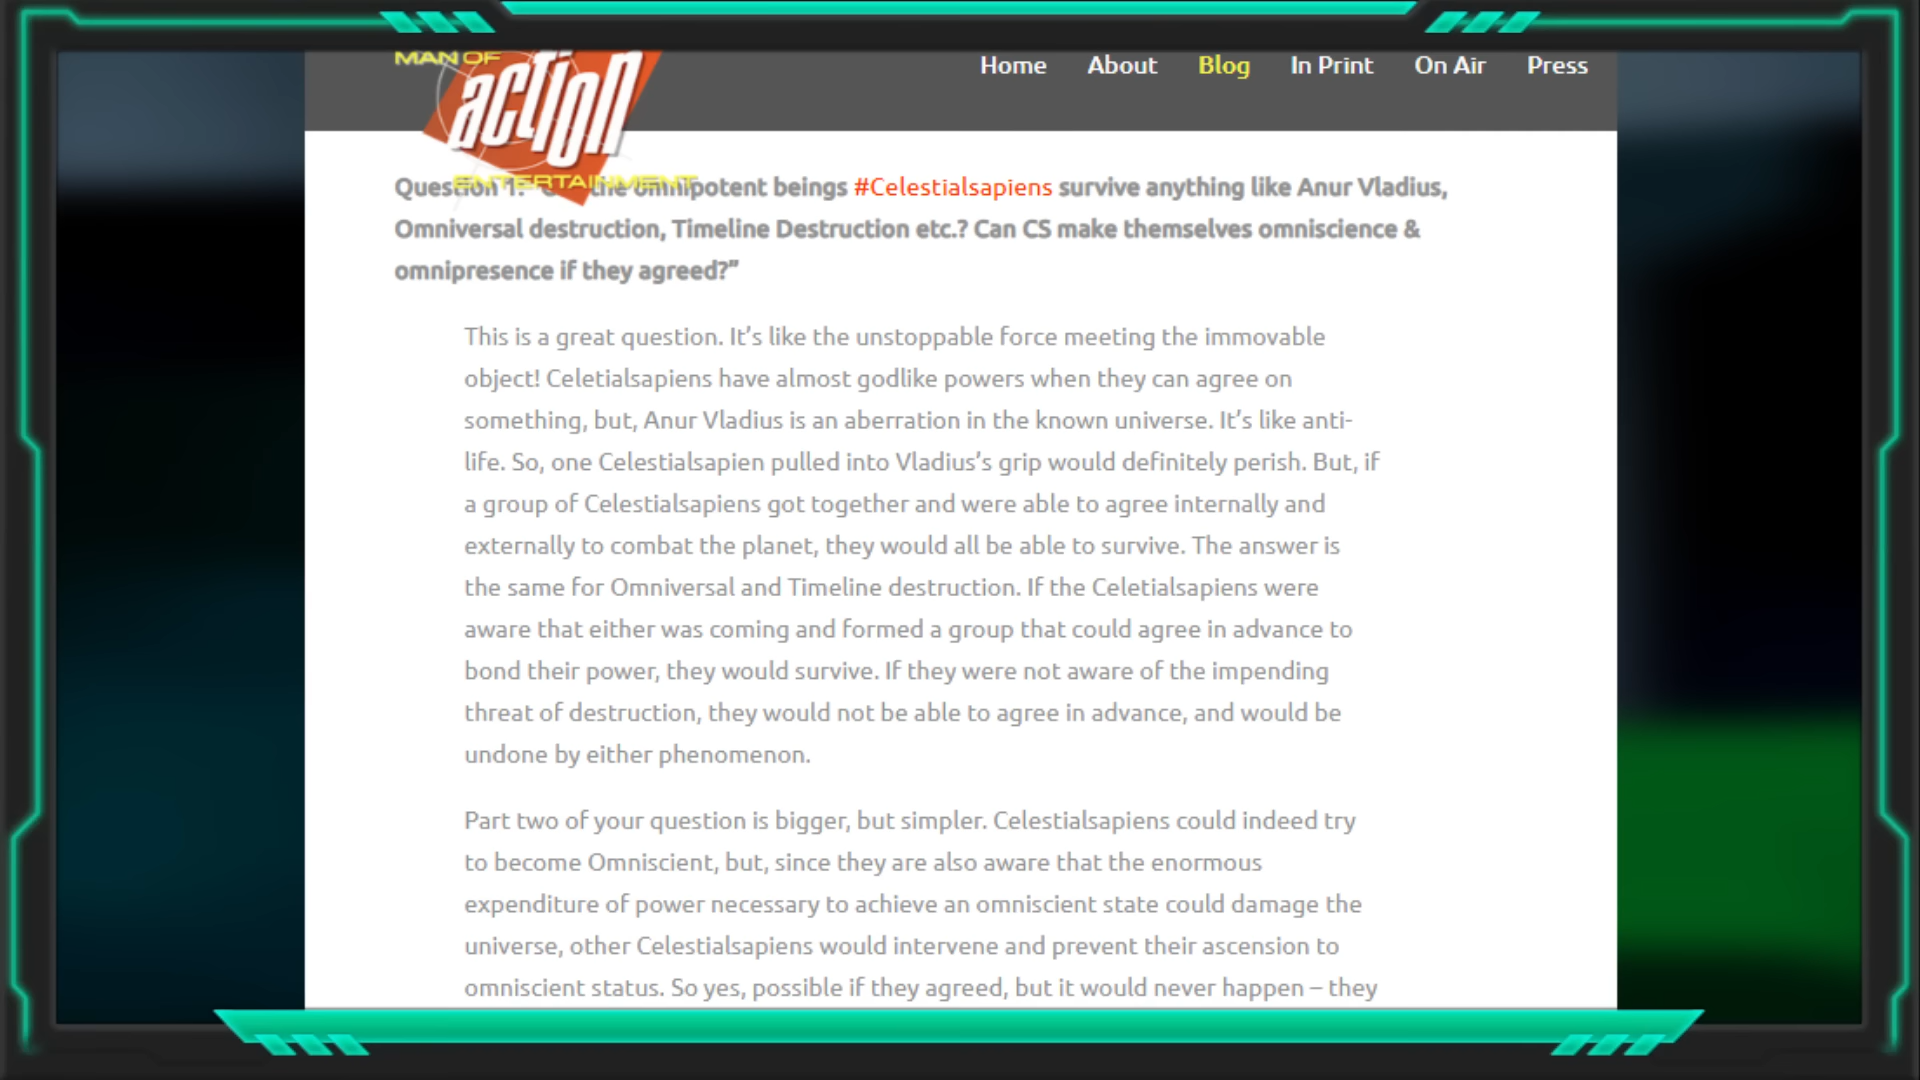 MAN OF
action
ENTERTAINMENT
Home About Blog In Print On Air Press
Question 1: the omnipotent beings #Celestialsapiens survive anything like Anur Vladius,
Omniversal destruction, Timeline Destruction etc.? Can CS make themselves omniscience &
omnipresence if they agreed?”
This is a great question. It’s like the unstoppable force meeting the immovable
object! Celetialsapiens have almost godlike powers when they can agree on
something, but, Anur Vladius is an aberration in the known universe. It’s like anti-
life. So, one Celestialsapien pulled into Vladius’s grip would definitely perish. But, if
a group of Celestialsapiens got together and were able to agree internally and
externally to combat the planet, they would all be able to survive. The answer is
the same for Omniversal and Timeline destruction. If the Celetialsapiens were
aware that either was coming and formed a group that could agree in advance to
bond their power, they would survive. If they were not aware of the impending
threat of destruction, they would not be able to agree in advance, and would be
undone by either phenomenon.
Part two of your question is bigger, but simpler. Celestialsapiens could indeed try
to become Omniscient, but, since they are also aware that the enormous
expenditure of power necessary to achieve an omniscient state could damage the
universe, other Celestialsapiens would intervene and prevent their ascension to
omniscient status. So yes, possible if they agreed, but it would never happen – they